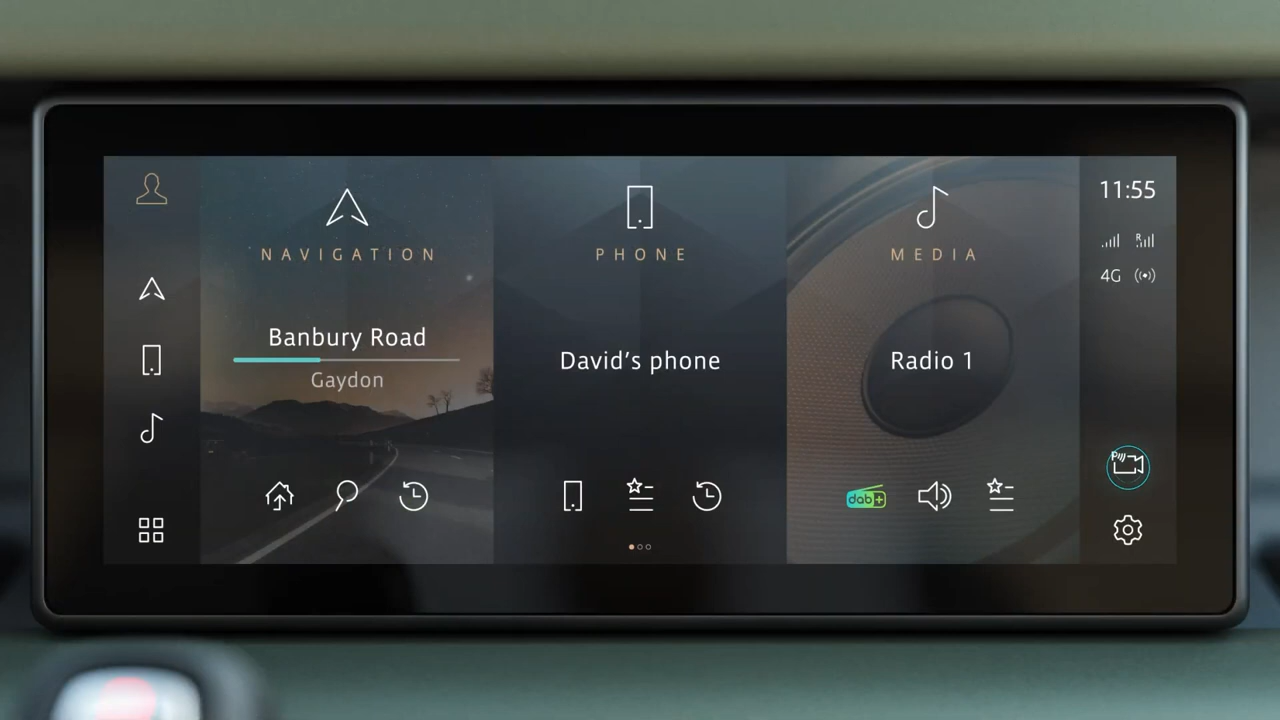 NAVIGATION
Banbury Road
Gaydon
PHONE
David's phone
MEDIA
Radio 1
dab+
11:55
R
4G
P